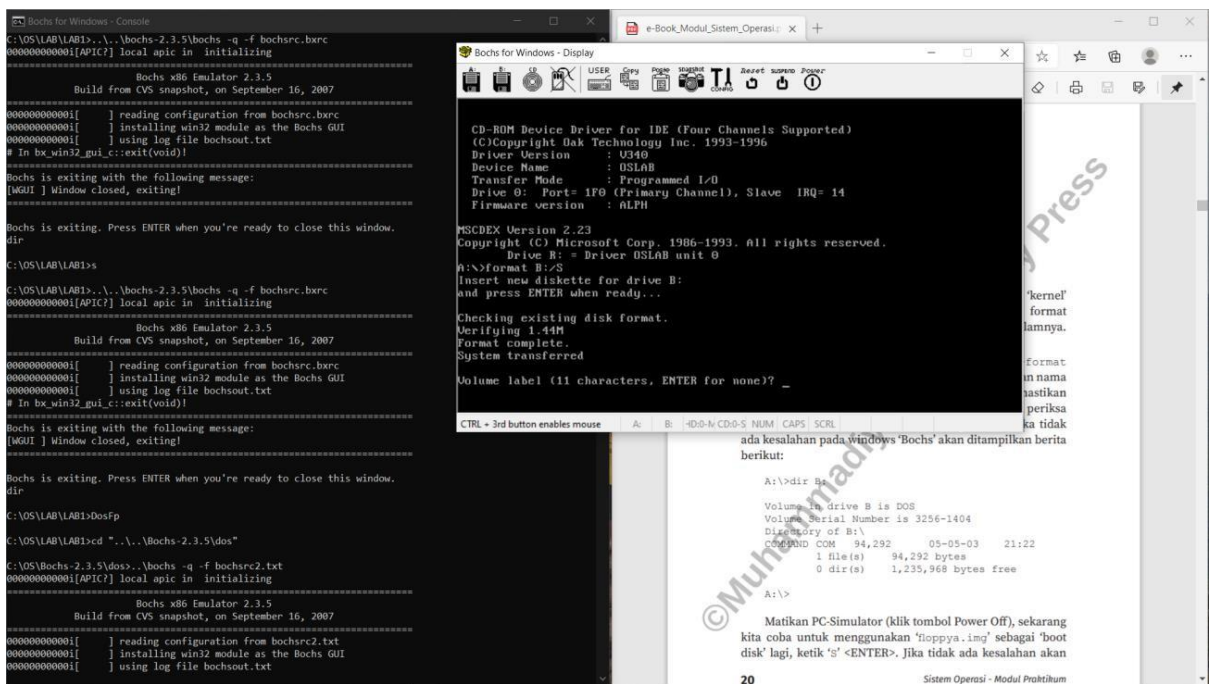 Bochs for Windows - Console
C:\OS\LAB\LAB1>..\..\bochs-2.3.5\bochs -q -f bochsrc.bxrc
00000000000i[APIC?] local apic in  initializing
========================================================================
Bochs x86 Emulator 2.3.5
Build from CVS snapshot, on September 16, 2007
========================================================================
00000000000i[     ] reading configuration from bochsrc.bxrc
00000000000i[     ] installing win32 module as the Bochs GUI
00000000000i[     ] using log file bochsout.txt
# In bx_win32_gui_c::exit(void)!
========================================================================
Bochs is exiting with the following message:
[WGUI ] Window closed, exiting!
========================================================================
Bochs is exiting. Press ENTER when you're ready to close this window.
dir
C:\OS\LAB\LAB1>s
C:\OS\LAB\LAB1>..\..\bochs-2.3.5\bochs -q -f bochsrc.bxrc
00000000000i[APIC?] local apic in  initializing
========================================================================
Bochs x86 Emulator 2.3.5
Build from CVS snapshot, on September 16, 2007
========================================================================
00000000000i[     ] reading configuration from bochsrc.bxrc
00000000000i[     ] installing win32 module as the Bochs GUI
00000000000i[     ] using log file bochsout.txt
# In bx_win32_gui_c::exit(void)!
========================================================================
Bochs is exiting with the following message:
[WGUI ] Window closed, exiting!
========================================================================
Bochs is exiting. Press ENTER when you're ready to close this window.
dir
C:\OS\LAB\LAB1>DosFp
C:\OS\LAB\LAB1>cd "..\..\Bochs-2.3.5\dos"
C:\OS\Bochs-2.3.5\dos>..\bochs -q -f bochsrc2.txt
00000000000i[APIC?] local apic in  initializing
========================================================================
Bochs x86 Emulator 2.3.5
Build from CVS snapshot, on September 16, 2007
========================================================================
00000000000i[     ] reading configuration from bochsrc2.txt
00000000000i[     ] installing win32 module as the Bochs GUI
00000000000i[     ] using log file bochsout.txt
Bochs for Windows - Display
USER Copy Paste snapshot CONFIG Reset SUSPEND Power
CD-ROM Device Driver for IDE (Four Channels Supported)
(C)Copyright Oak Technology Inc. 1993-1996
Driver Version     : V340
Device Name        : OSLAB
Transfer Mode      : Programmed I/O
Drive 0:  Port= 1F0 (Primary Channel), Slave  IRQ= 14
Firmware version   : ALPH
MSCDEX Version 2.23
Copyright (C) Microsoft Corp. 1986-1993. All rights reserved.
Drive R: = Driver OSLAB unit 0
A:\>format B:/S
Insert new diskette for drive B:
and press ENTER when ready...
Checking existing disk format.
Verifying 1.44M
Format complete.
System transferred
Volume label (11 characters, ENTER for none)? _
CTRL + 3rd button enables mouse A: B: HD:0-M CD:0-S NUM CAPS SCRL
e-Book_Modul_Sistem_Operasi.p
'kernel'
format
lamnya.
format
an nama
nastikan
periksa
ka tidak
ada kesalahan pada windows 'Bochs' akan ditampilkan berita
berikut:
A:\>dir B:
Volume in drive B is DOS
Volume Serial Number is 3256-1404
Directory of B:\
COMMAND COM   94,292      05-05-03   21:22
1 file(s)    94,292 bytes
0 dir(s)   1,235,968 bytes free
A:\>
Matikan PC-Simulator (klik tombol Power Off), sekarang
kita coba untuk menggunakan 'floppya.img' sebagai 'boot
disk' lagi, ketik 'S' <ENTER>. Jika tidak ada kesalahan akan
20 Sistem Operasi - Modul Praktikum
©Muhammadiy
y Press